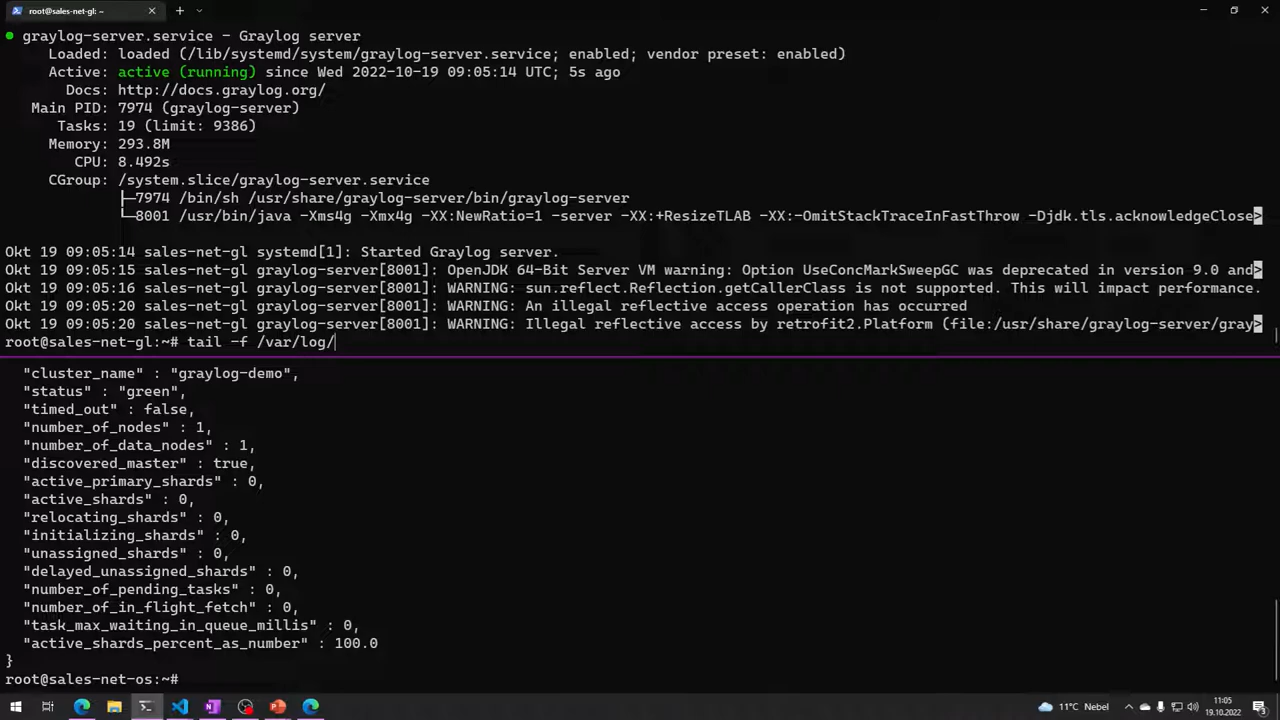 root@sales-net-gl: ~
graylog-server.service - Graylog server
Loaded: loaded (/lib/systemd/system/graylog-server.service; enabled; vendor preset: enabled)
Active: active (running) since Wed 2022-10-19 09:05:14 UTC; 5s ago
Docs: http://docs.graylog.org/
Main PID: 7974 (graylog-server)
Tasks: 19 (limit: 9386)
Memory: 293.8M
CPU: 8.492s
CGroup: /system.slice/graylog-server.service
├─7974 /bin/sh /usr/share/graylog-server/bin/graylog-server
└─8001 /usr/bin/java -Xms4g -Xmx4g -XX:NewRatio=1 -server -XX:+ResizeTLAB -XX:-OmitStackTraceInFastThrow -Djdk.tls.acknowledgeClose>
Okt 19 09:05:14 sales-net-gl systemd[1]: Started Graylog server.
Okt 19 09:05:15 sales-net-gl graylog-server[8001]: OpenJDK 64-Bit Server VM warning: Option UseConcMarkSweepGC was deprecated in version 9.0 and>
Okt 19 09:05:16 sales-net-gl graylog-server[8001]: WARNING: sun.reflect.Reflection.getCallerClass is not supported. This will impact performance.
Okt 19 09:05:20 sales-net-gl graylog-server[8001]: WARNING: An illegal reflective access operation has occurred
Okt 19 09:05:20 sales-net-gl graylog-server[8001]: WARNING: Illegal reflective access by retrofit2.Platform (file:/usr/share/graylog-server/gray>
root@sales-net-gl:~# tail -f /var/log/
"cluster_name" : "graylog-demo",
"status" : "green",
"timed_out" : false,
"number_of_nodes" : 1,
"number_of_data_nodes" : 1,
"discovered_master" : true,
"active_primary_shards" : 0,
"active_shards" : 0,
"relocating_shards" : 0,
"initializing_shards" : 0,
"unassigned_shards" : 0,
"delayed_unassigned_shards" : 0,
"number_of_pending_tasks" : 0,
"number_of_in_flight_fetch" : 0,
"task_max_waiting_in_queue_millis" : 0,
"active_shards_percent_as_number" : 100.0
}
root@sales-net-os:~#
11°C Nebel
11:05
19.10.2022